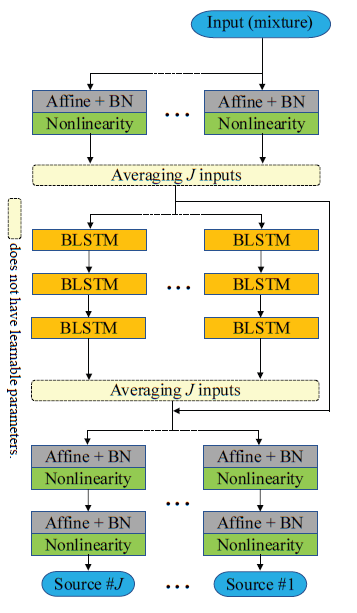 Input (mixture)
Affine + BN
Nonlinearity
...
Affine + BN
Nonlinearity
Averaging J inputs
does not have learnable parameters.
BLSTM
BLSTM
BLSTM
...
BLSTM
BLSTM
BLSTM
Averaging J inputs
Affine + BN
Nonlinearity
Affine + BN
Nonlinearity
...
Affine + BN
Nonlinearity
Affine + BN
Nonlinearity
Source #J
...
Source #1